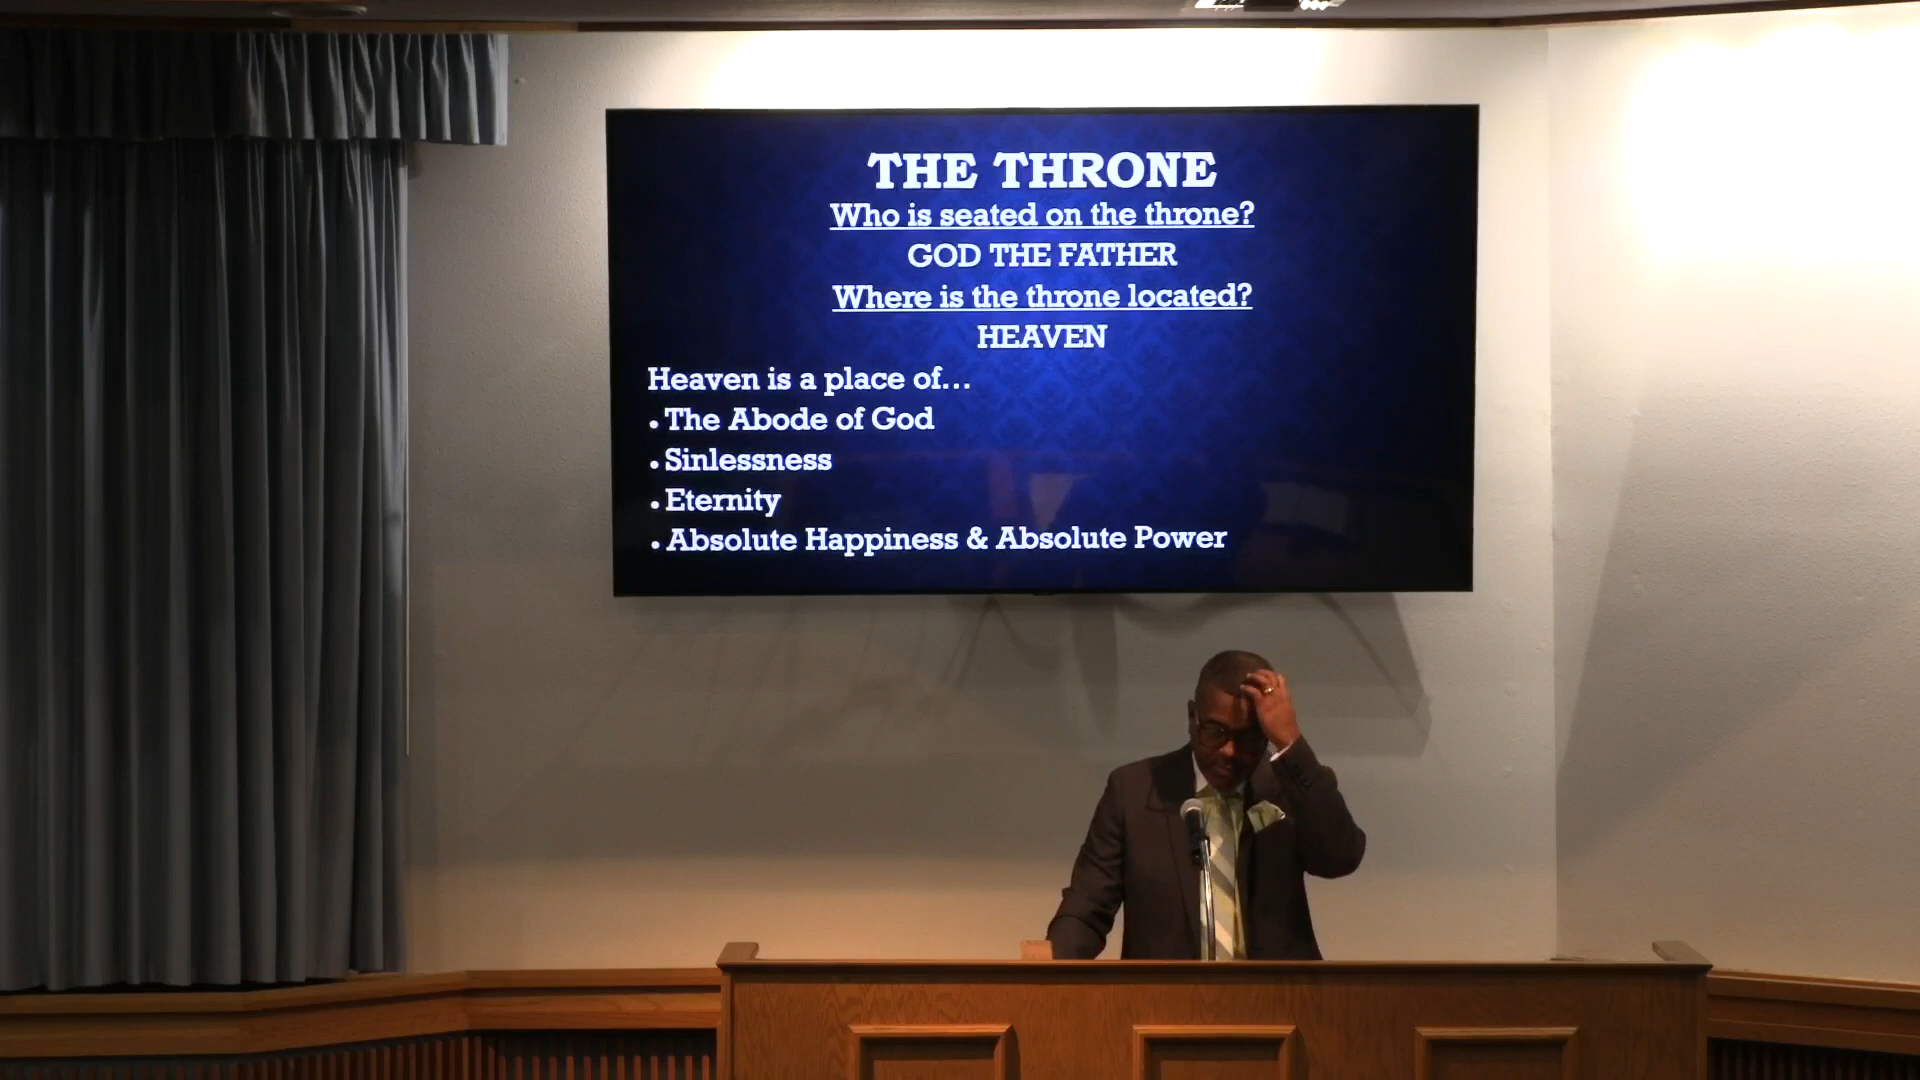 THE THRONE
Who is seated on the throne?
GOD THE FATHER
Where is the throne located?
HEAVEN
Heaven is a place of...
• The Abode of God
• Sinlessness
• Eternity
• Absolute Happiness & Absolute Power